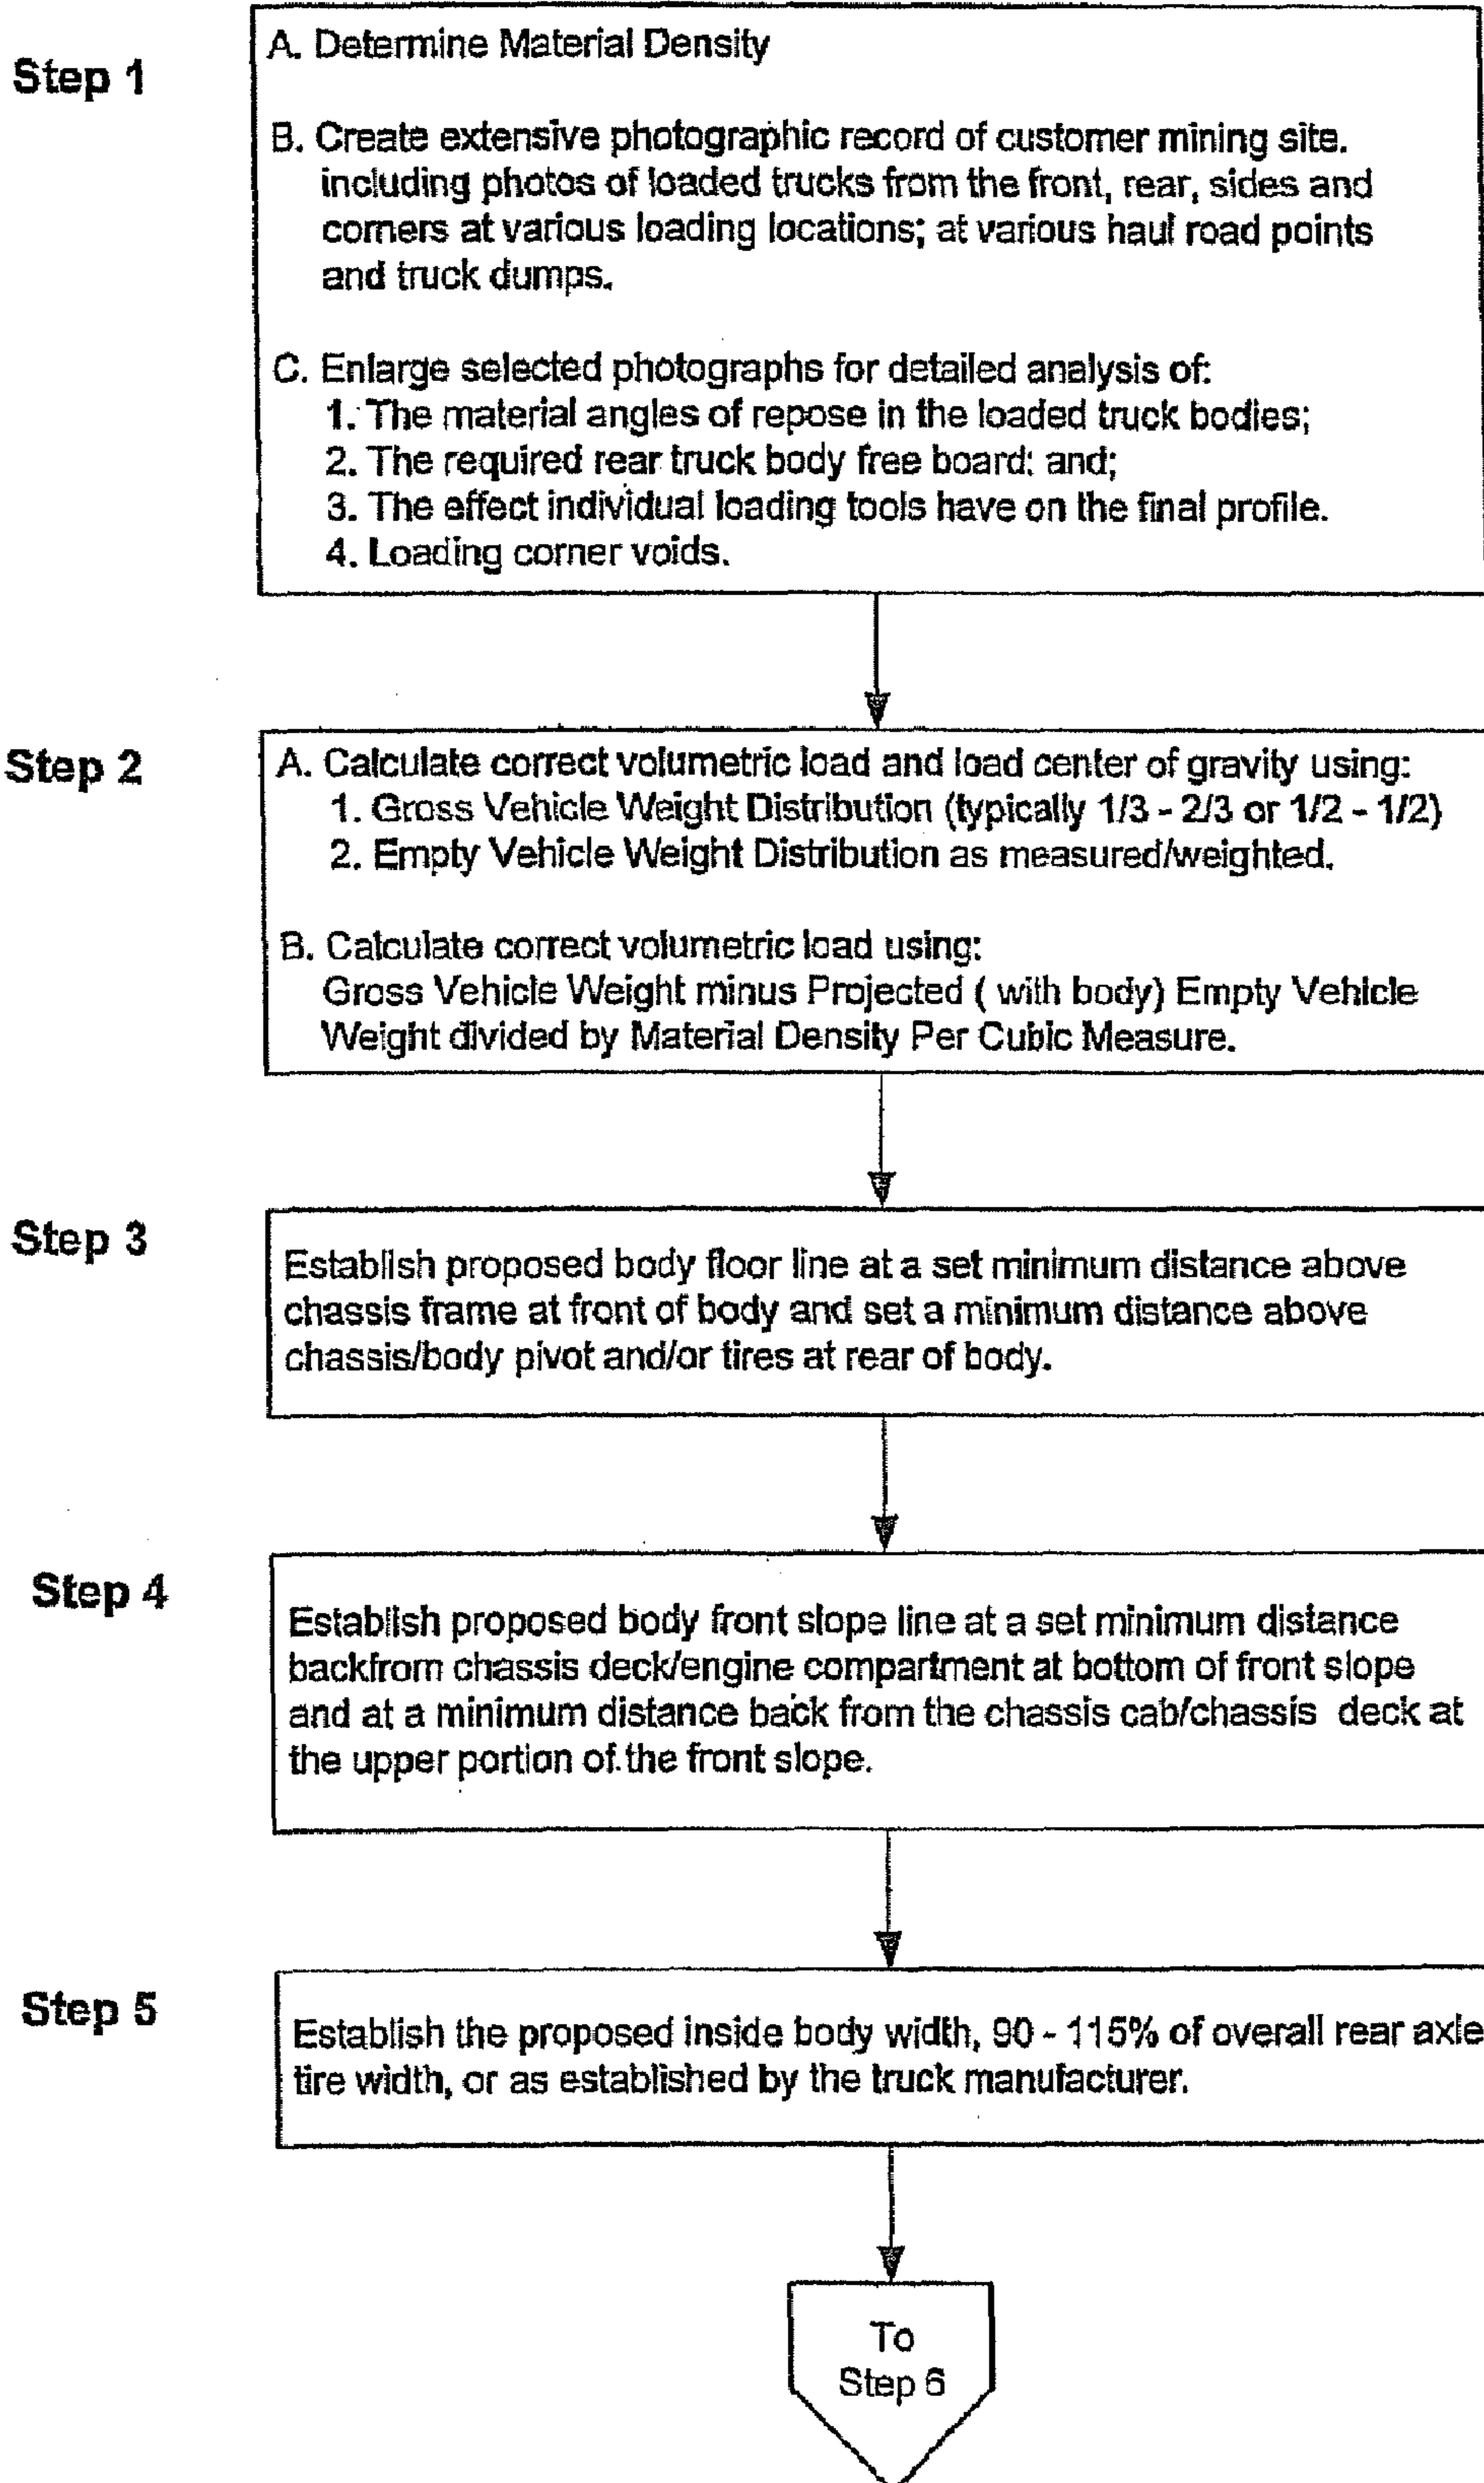 Step 1
A. Determine Material Density
B. Create extensive photographic record of customer mining site.
including photos of loaded trucks from the front, rear, sides and
corners at various loading locations; at various haul road points
and truck dumps.
C. Enlarge selected photographs for detailed analysis of:
1. The material angles of repose in the loaded truck bodies;
2. The required rear truck body free board; and;
3. The effect individual loading tools have on the final profile.
4. Loading corner voids.
Step 2
A. Calculate correct volumetric load and load center of gravity using:
1. Gross Vehicle Weight Distribution (typically 1/3 - 2/3 or 1/2 - 1/2)
2. Empty Vehicle Weight Distribution as measured/weighted.
B. Calculate correct volumetric load using:
Gross Vehicle Weight minus Projected ( with body) Empty Vehicle
Weight divided by Material Density Per Cubic Measure.
Step 3
Establish proposed body floor line at a set minimum distance above
chassis frame at front of body and set a minimum distance above
chassis/body pivot and/or tires at rear of body.
Step 4
Establish proposed body front slope line at a set minimum distance
backfrom chassis deck/engine compartment at bottom of front slope
and at a minimum distance back from the chassis cab/chassis deck at
the upper portion of the front slope.
Step 5
Establish the proposed inside body width, 90 - 115% of overall rear axle
tire width, or as established by the truck manufacturer.
To
Step 6